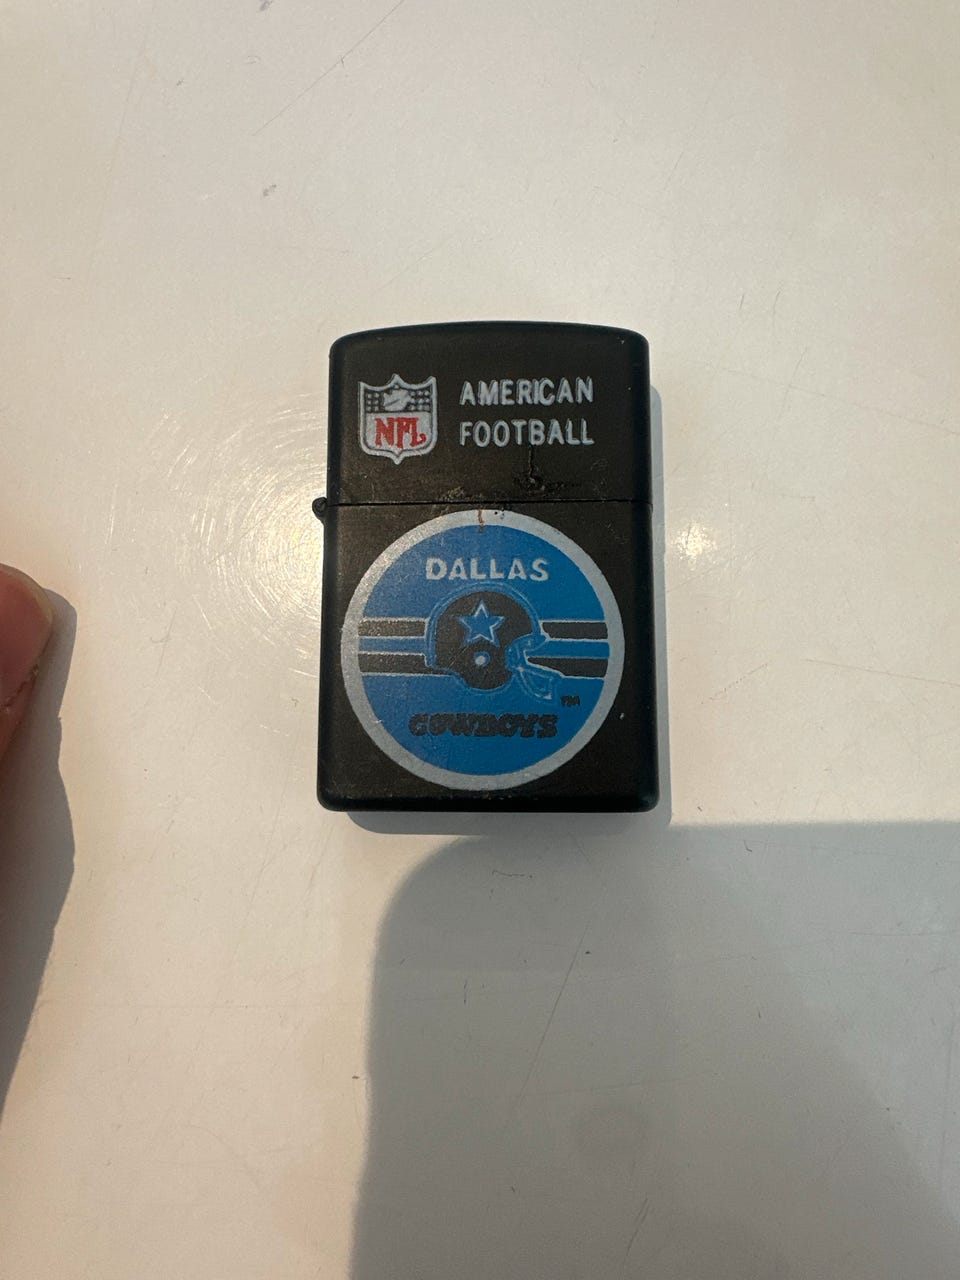 NFL
AMERICAN
FOOTBALL
DALLAS
TM
COWBOYS